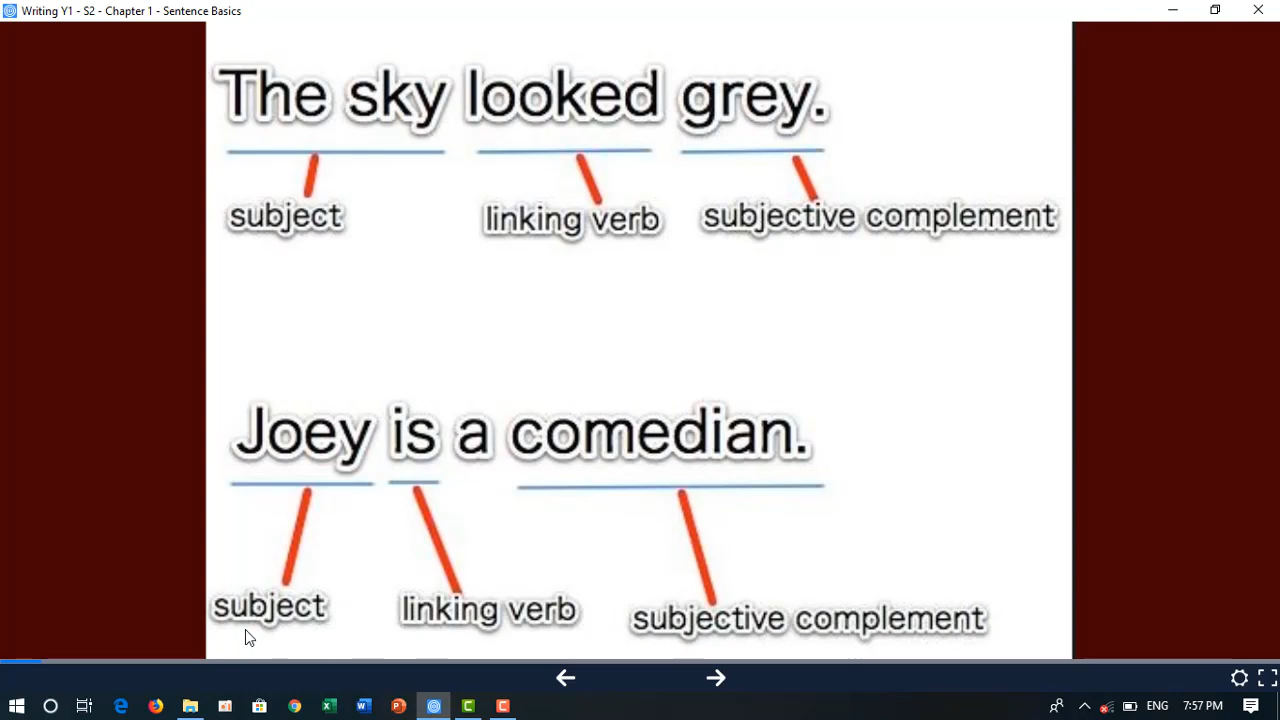 Writing Y1 - S2 - Chapter 1 - Sentence Basics
The sky looked grey.
subject linking verb subjective complement
Joey is a comedian.
subject linking verb subjective complement
ENG 7:57 PM